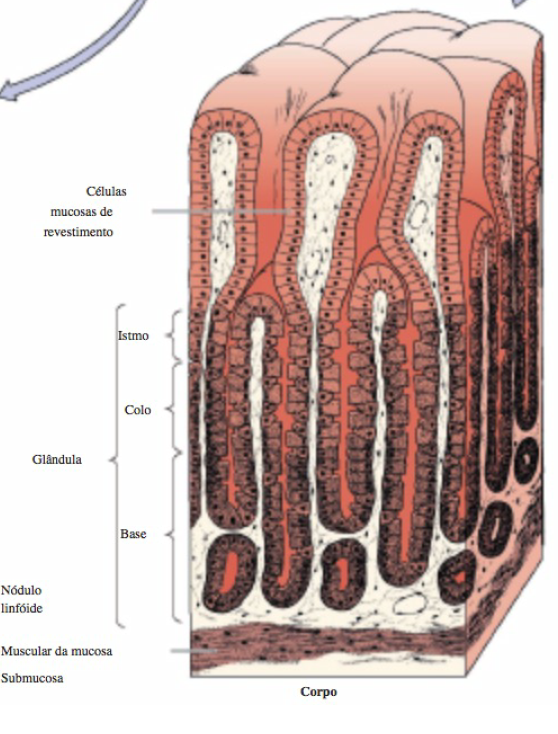 Células
mucosas de
revestimento
Istmo
Colo
Glândula
Base
Nódulo
linfóide
Muscular da mucosa
Submucosa
Corpo